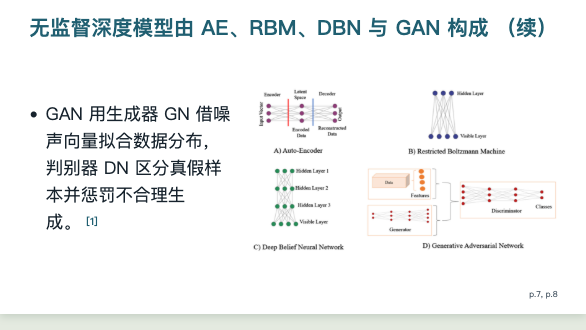 无监督深度模型由 AE、RBM、DBN 与 GAN 构成 （续）
• GAN 用生成器 GN 借噪
声向量拟合数据分布，
判别器 DN 区分真假样
本并惩罚不合理生
成。 [1]
Encoder
Latent
Space
Decoder
Input Vector
Output
Encoded
Data
Reconstructed
Data
A) Auto-Encoder
Hidden Layer
Visible Layer
B) Restricted Boltzmann Machine
Hidden Layer 1
Hidden Layer 2
Hidden Layer 3
Visible Layer
C) Deep Belief Neural Network
Data
Features
Generator
Discriminator
Classes
D) Generative Adversarial Network
p.7, p.8